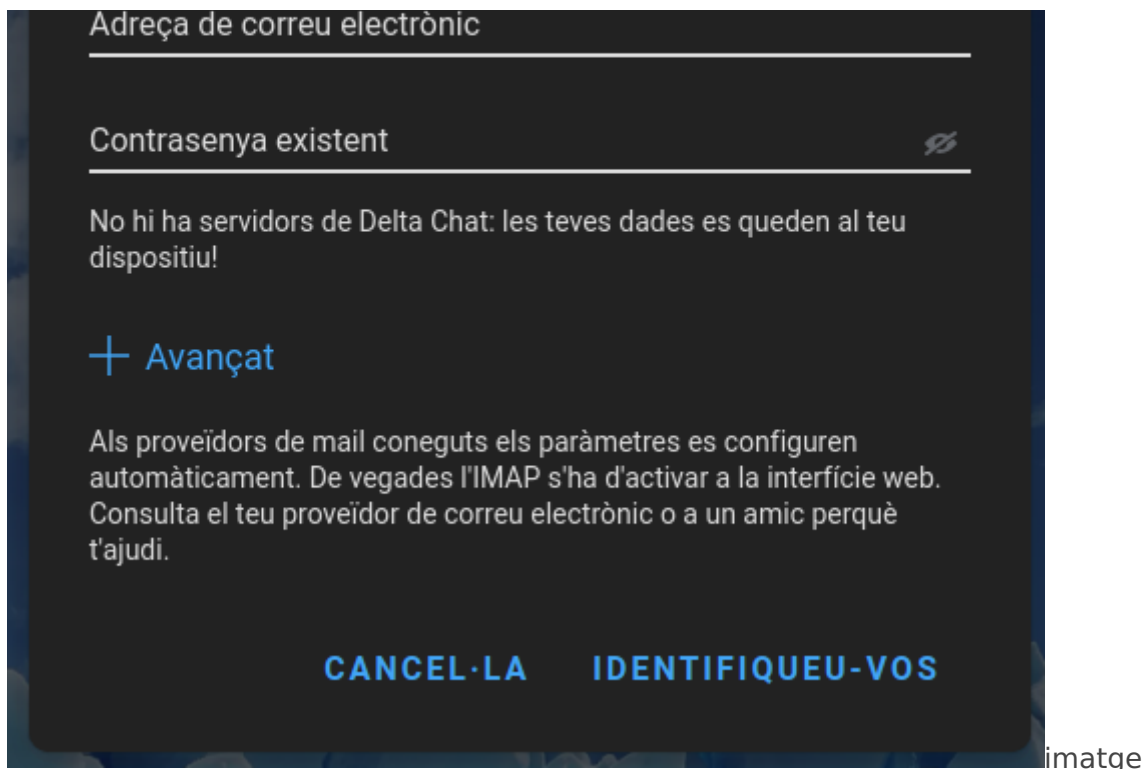 Adreça de correu electrònic
Contrasenya existent
No hi ha servidors de Delta Chat: les teves dades es queden al teu
dispositiu!
+ Avançat
Als proveïdors de mail coneguts els paràmetres es configuren
automàticament. De vegades l'IMAP s'ha d'activar a la interfície web.
Consulta el teu proveïdor de correu electrònic o a un amic perquè
t'ajudi.
CANCEL·LA IDENTIFIQUEU-VOS
imatge